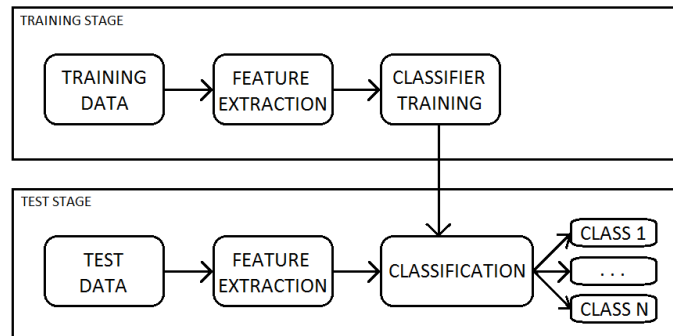 TRAINING STAGE
TRAINING
DATA
FEATURE
EXTRACTION
CLASSIFIER
TRAINING
TEST STAGE
TEST
DATA
FEATURE
EXTRACTION
CLASSIFICATION
CLASS 1
. . .
CLASS N